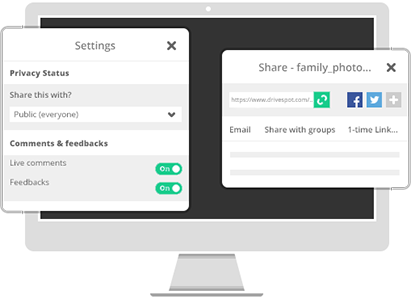 Settings
Privacy Status
Share this with?
Public (everyone)
Comments & feedbacks
Live comments
On
Feedbacks
On
Share - family_photo...
https://www.drivespot.com/..
Email Share with groups 1-time Link...